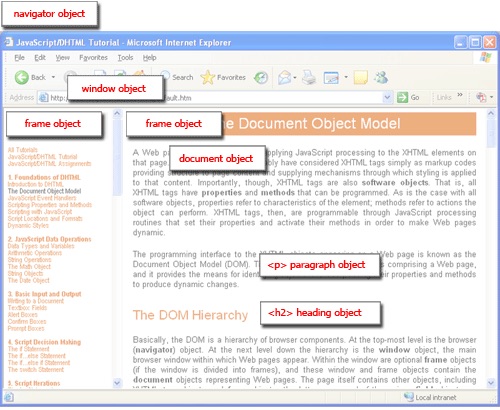 navigator object
JavaScript/DHTML Tutorial - Microsoft Internet Explorer
File Edit View Favorites Tools Help
Back Search Favorites
window object
Address http:// fault.htm Go Links
frame object frame object
he Document Object Model
All Tutorials
JavaScript/DHTML Tutorial
JavaScript/DHTML Assignments
1. Foundations of DHTML
Introduction to DHTML
The Document Object Model
JavaScript Event Handlers
Scripting Properties and Methods
Scripting with JavaScript
Script Locations and Formats
Dynamic Styles
2. JavaScript Data Operations
Data Types and Variables
Arithmetic Operations
String Operations
The Math Object
String Objects
The Date Object
3. Basic Input and Output
Writing to a Document
Textbox Fields
Alert Boxes
Confirm Boxes
Prompt Boxes
4. Script Decision Making
The if Statement
The if...else Statement
The if...else if Statement
The switch Statement
5. Script Iterations
A Web pa plying JavaScript processing to the XHTML elements on
that page. document object bly have considered XHTML tags simply as markup codes
providing structure to page content and supplying mechanisms through which styling is applied
to that content. Importantly, though, XHTML tags are also software objects. That is, all
XHTML tags have properties and methods that can be programmed. As is the case with all
software objects, properties refer to characteristics of the element; methods refer to actions the
object can perform. XHTML tags, then, are programmable through JavaScript processing
routines that set their properties and activate their methods in order to make Web pages
dynamic.
The programming interface to the XHTML objects a Web page is known as the
Document Object Model (DOM). T <p> paragraph object mprising a Web page,
and it provides the means for iden eir properties and methods
to produce dynamic changes.
The DOM Hierarchy <h2> heading object
Basically, the DOM is a hierarchy of browser components. At the top-most level is the browser
(navigator) object. At the next level down the hierarchy is the window object, the main
browser window within which Web pages appear. Within the window are optional frame objects
(if the window is divided into frames), and these window and frame objects contain the
document objects representing Web pages. The page itself contains other objects, including
Local intranet